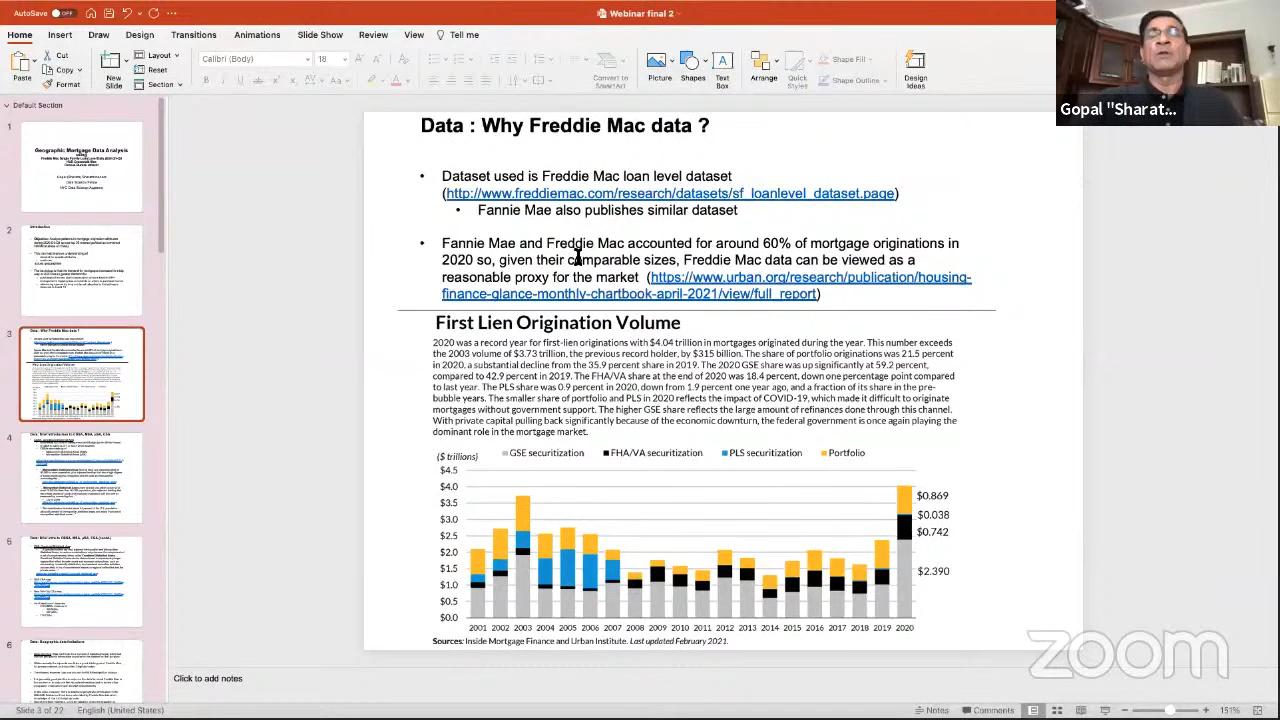 AutoSave OFF
Webinar final 2
Home Insert Draw Design Transitions Animations Slide Show Review View Tell me
Paste
Cut
Copy
Format
New Slide
Layout
Reset
Section
Calibri (Body) 18
Convert to SmartArt
Picture
Shapes
Text Box
Arrange
Quick Styles
Shape Fill
Shape Outline
Design Ideas
Gopal "Sharat...
Default Section
1
Geographic Mortgage Data Analysis
2
3
4
5
6
Data : Why Freddie Mac data ?
• Dataset used is Freddie Mac loan level dataset
(http://www.freddiemac.com/research/datasets/sf_loanlevel_dataset.page)
• Fannie Mae also publishes similar dataset
• Fannie Mae and Freddie Mac accounted for around 60% of mortgage originations in
2020 so, given their comparable sizes, Freddie Mac data can be viewed as a
reasonable proxy for the market (https://www.urban.org/research/publication/housing-
finance-glance-monthly-chartbook-april-2021/view/full_report)
First Lien Origination Volume
2020 was a record year for first-lien originations with $4.04 trillion in mortgages originated during the year. This number exceeds
the 2003 volume of $3.73 trillion, the previous record holder, by $315 billion. The share of portfolio originations was 21.5 percent
in 2020, a substantial decline from the 35.9 percent share in 2019. The 2020 GSE share was up significantly at 59.2 percent,
compared to 42.9 percent in 2019. The FHA/VA share at the end of 2020 was 18.4 percent, down one percentage point compared
to last year. The PLS share was 0.9 percent in 2020, down from 1.9 percent one year ago, and a fraction of its share in the pre-
bubble years. The smaller share of portfolio and PLS in 2020 reflects the impact of COVID-19, which made it difficult to originate
mortgages without government support. The higher GSE share reflects the large amount of refinances done through this channel.
With private capital pulling back significantly because of the economic downturn, the federal government is once again playing the
dominant role in the mortgage market.
($ trillions) GSE securitization FHA/VA securitization PLS securitization Portfolio
$4.5
$4.0
$3.5
$3.0
$2.5
$2.0
$1.5
$1.0
$0.5
$0.0
$0.869
$0.038
$0.742
$2.390
2001 2002 2003 2004 2005 2006 2007 2008 2009 2010 2011 2012 2013 2014 2015 2016 2017 2018 2019 2020
Sources: Inside Mortgage Finance and Urban Institute. Last updated February 2021.
zoom
Click to add notes
Slide 3 of 22 English (United States) Notes Comments 151%